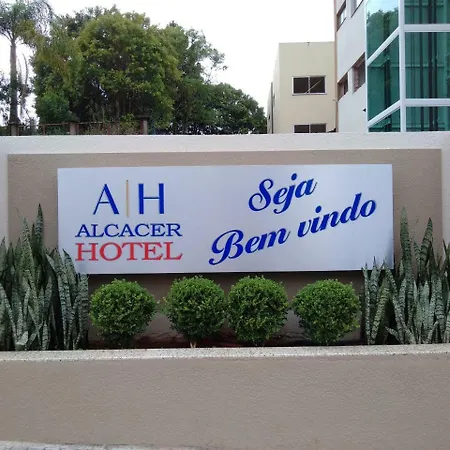 A|H
ALCACER
HOTEL
Seja
Bem vindo